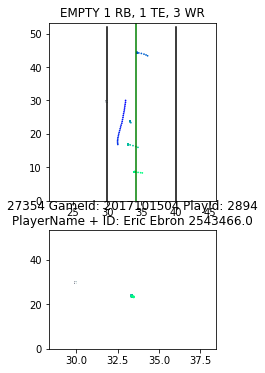 EMPTY 1 RB, 1 TE, 3 WR
50
40
30
20
10
0
25 30 35 40 45
27354 GameId: 2017101504 PlayId: 2894
PlayerName + ID: Eric Ebron 2543466.0
40
20
0
30.0 32.5 35.0 37.5